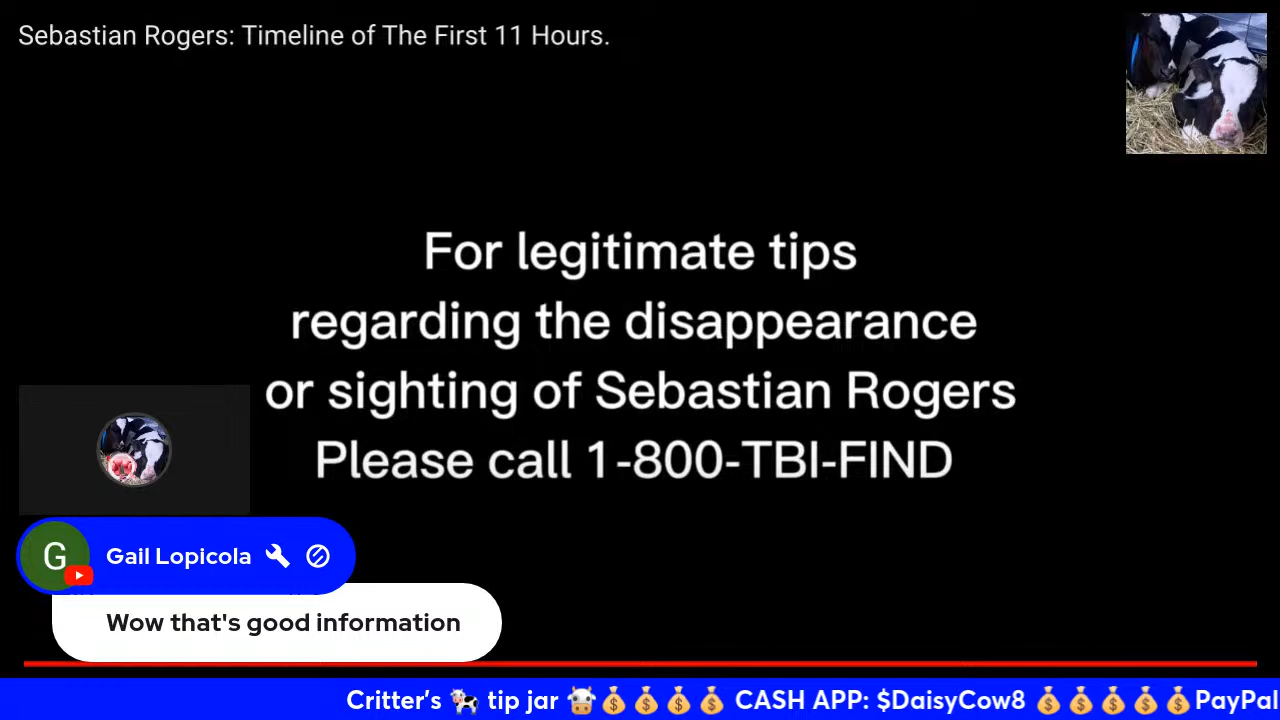 Sebastian Rogers: Timeline of The First 11 Hours.
For legitimate tips
regarding the disappearance
or sighting of Sebastian Rogers
Please call 1-800-TBI-FIND
G
Gail Lopicola
Wow that's good information
Critter's 🐄 tip jar 🐮💰💰💰💰 CASH APP: $DaisyCow8 💰💰💰💰💰PayPal